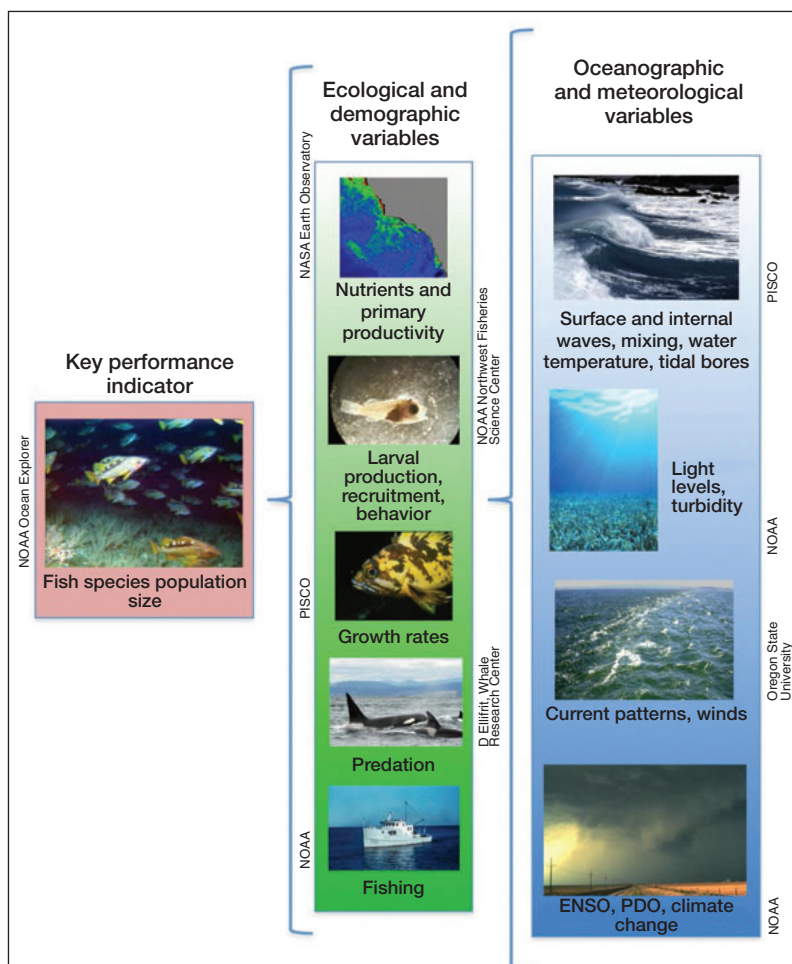 Key performance
indicator
NOAA Ocean Explorer
Fish species population
size
Ecological and
demographic
variables
NASA Earth Observatory
Nutrients and
primary
productivity
NOAA Northwest Fisheries
Science Center
Larval
production,
recruitment,
behavior
PISCO
Growth rates
D Ellifrit, Whale
Research Center
Predation
NOAA
Fishing
Oceanographic
and meteorological
variables
PISCO
Surface and internal
waves, mixing, water
temperature, tidal bores
Light
levels,
turbidity
NOAA
Oregon State
University
Current patterns, winds
ENSO, PDO, climate
change
NOAA